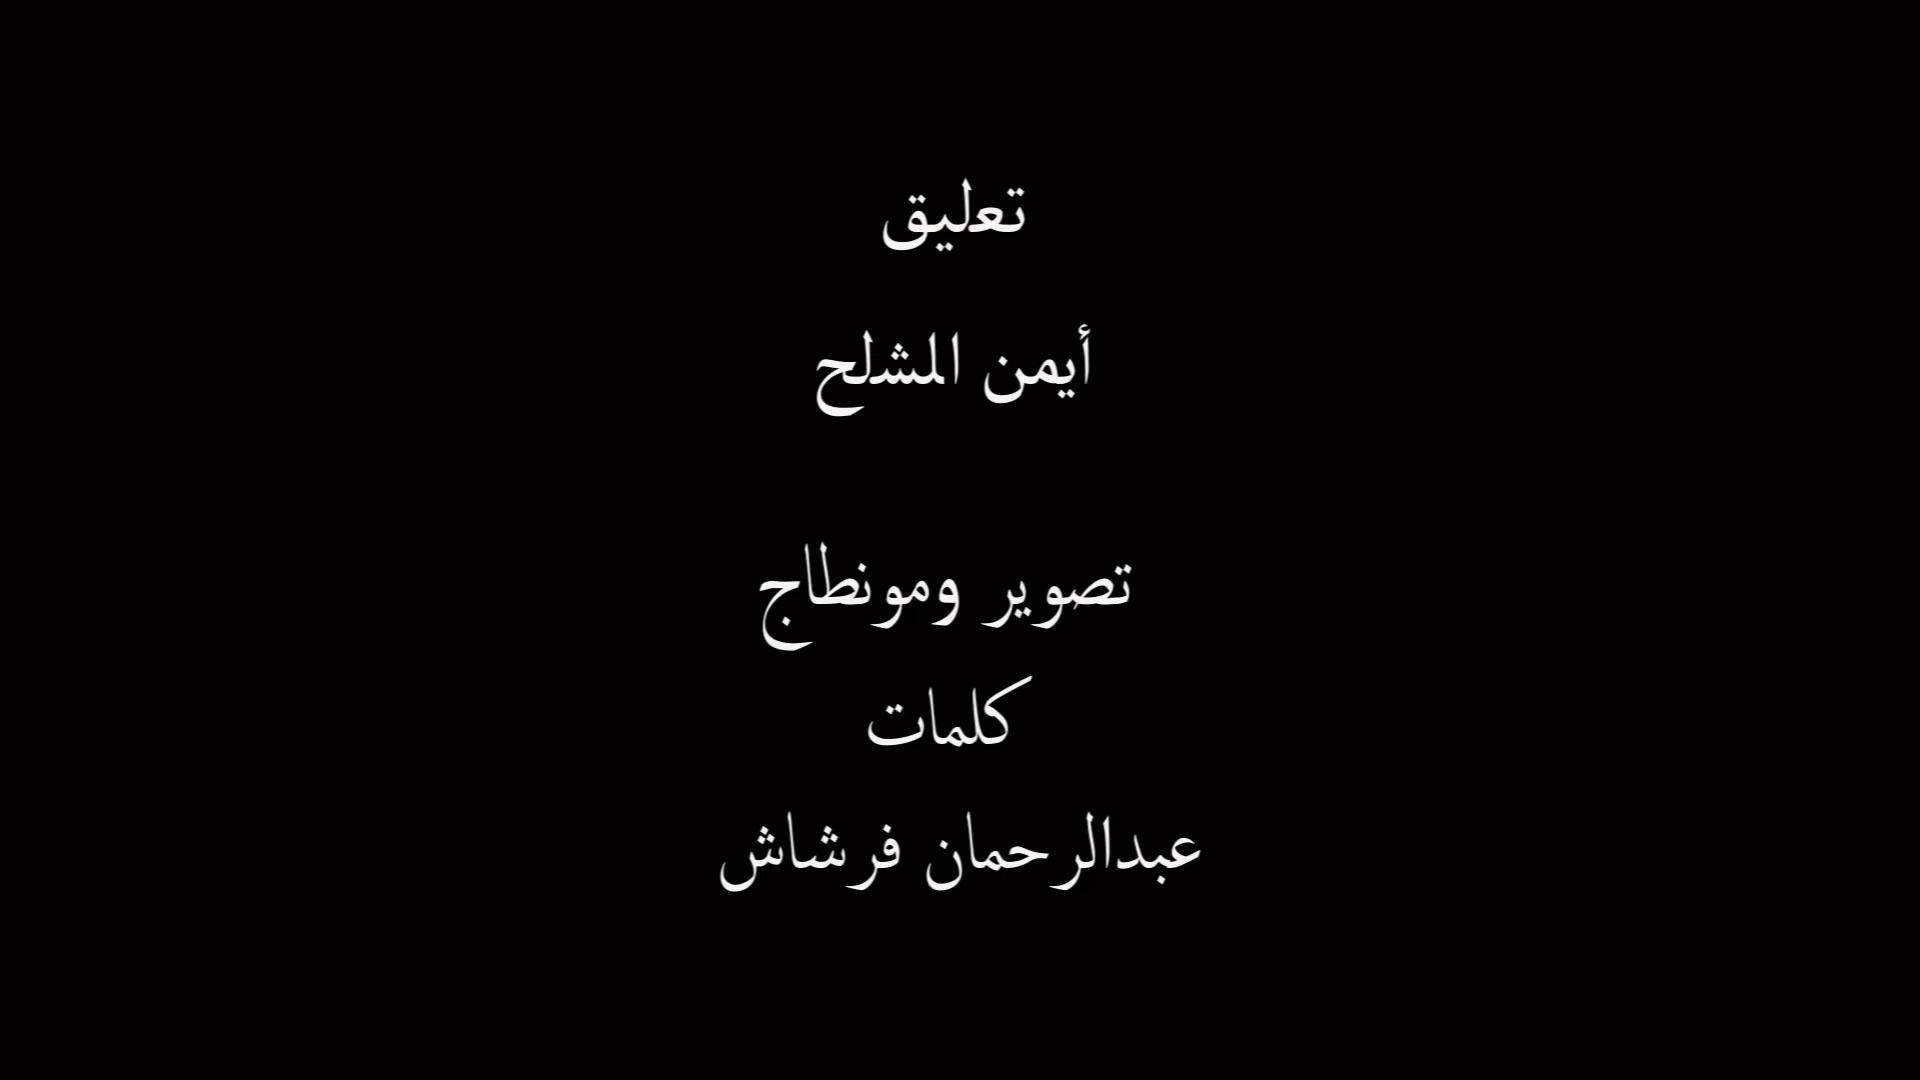 تعليق
أيمن المشلح
تصوير ومونطاج
كلمات
عبدالرحمان فرشاش